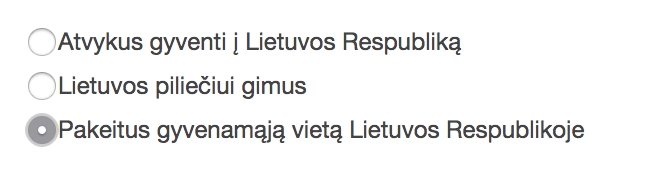 Atvykus gyventi į Lietuvos Respubliką
Lietuvos piliečiui gimus
Pakeitus gyvenamąją vietą Lietuvos Respublikoje